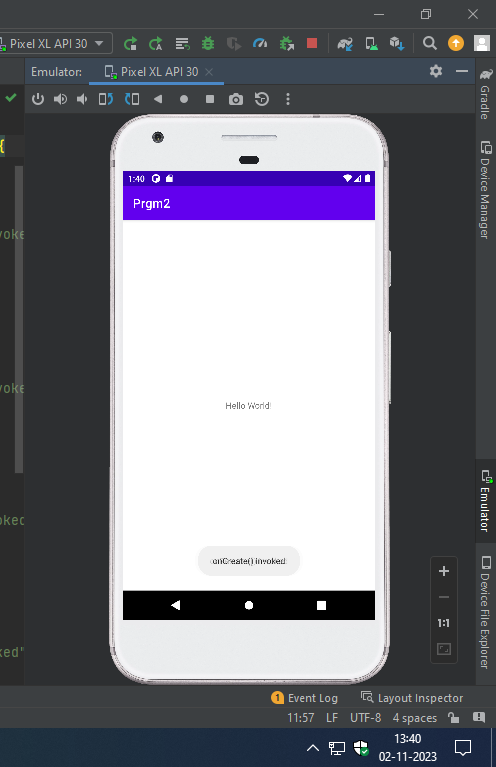 Pixel XL API 30
Emulator:
Pixel XL API 30
{
1:40
Prgm2
voke
Hello World!
voked
onCreate() invoked
oked
ked"
1:1
Gradle
Device Manager
Emulator
Device File Explorer
1 Event Log
Layout Inspector
11:57 LF UTF-8 4 spaces
13:40
02-11-2023